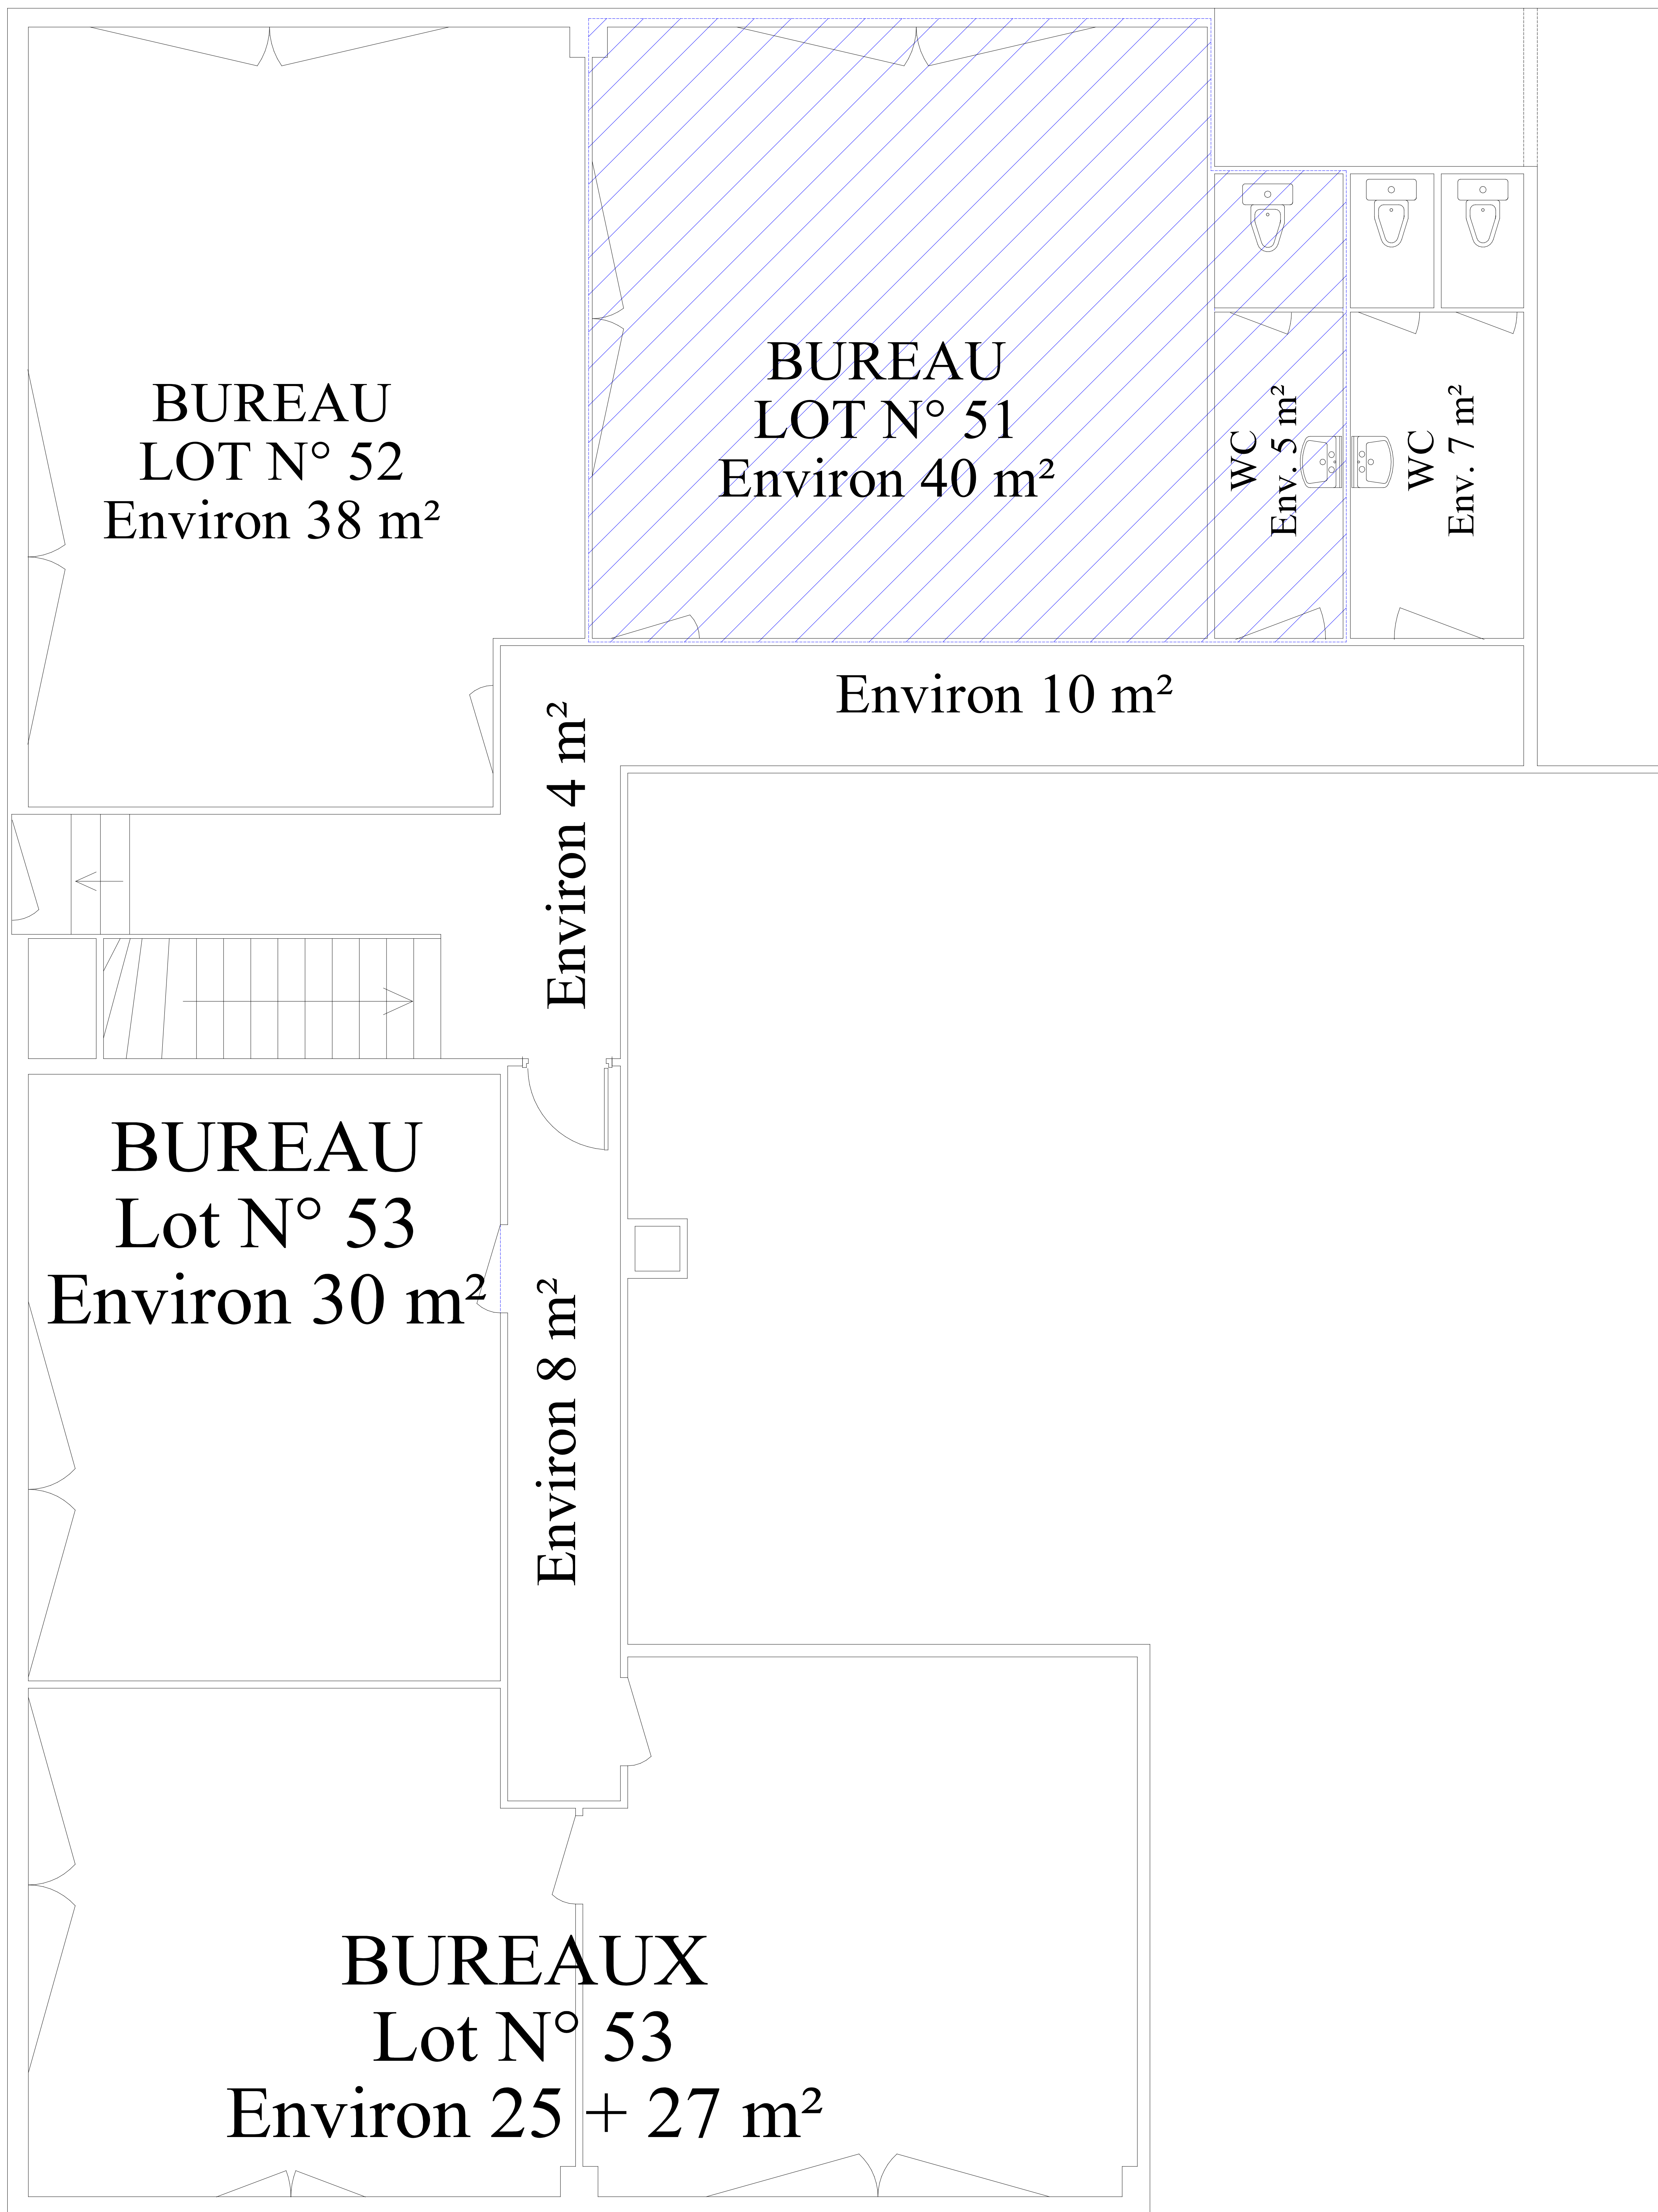 BUREAU
LOT N° 52
Environ 38 m²
BUREAU
LOT N° 51
Environ 40 m²
WC
Env. 5 m²
WC
Env. 7 m²
Environ 10 m²
Environ 4 m²
BUREAU
Lot N° 53
Environ 30 m²
Environ 8 m²
BUREAUX
Lot N° 53
Environ 25 + 27 m²